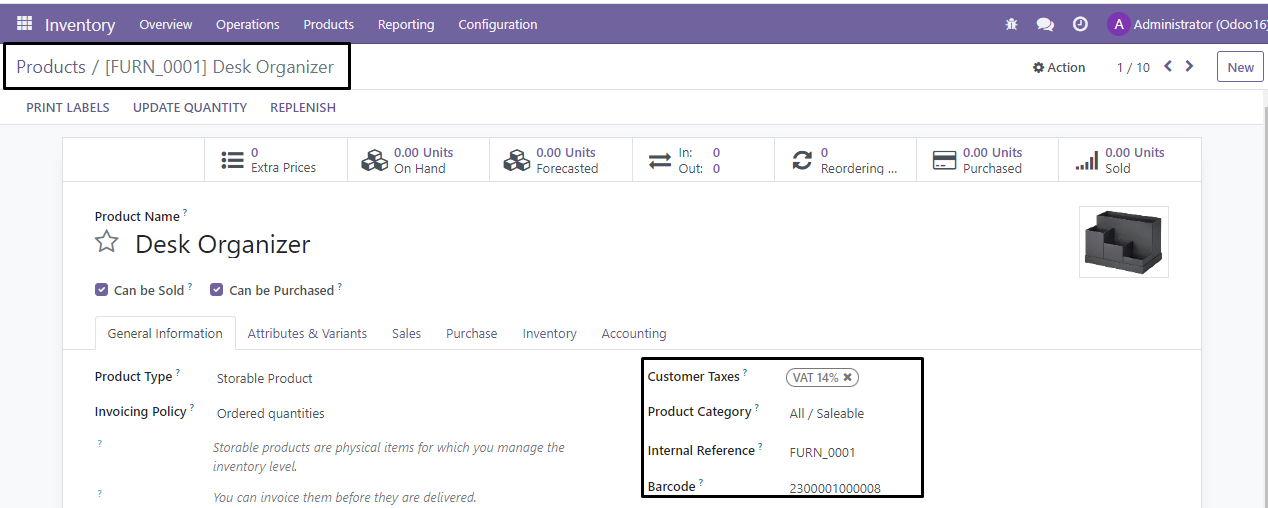 Inventory Overview Operations Products Reporting Configuration A Administrator (Odoo16)
Products / [FURN_0001] Desk Organizer Action 1 / 10 New
PRINT LABELS UPDATE QUANTITY REPLENISH
0 0.00 Units 0.00 Units In: 0 0 0.00 Units 0.00 Units
Extra Prices On Hand Forecasted Out: 0 Reordering ... Purchased Sold
Product Name ?
Desk Organizer
Can be Sold ? Can be Purchased ?
General Information Attributes & Variants Sales Purchase Inventory Accounting
Product Type ? Storable Product Customer Taxes ? VAT 14% ✖
Invoicing Policy ? Ordered quantities Product Category ? All / Saleable
? Storable products are physical items for which you manage the
inventory level.
Internal Reference ? FURN_0001
? You can invoice them before they are delivered.
Barcode ? 2300001000008